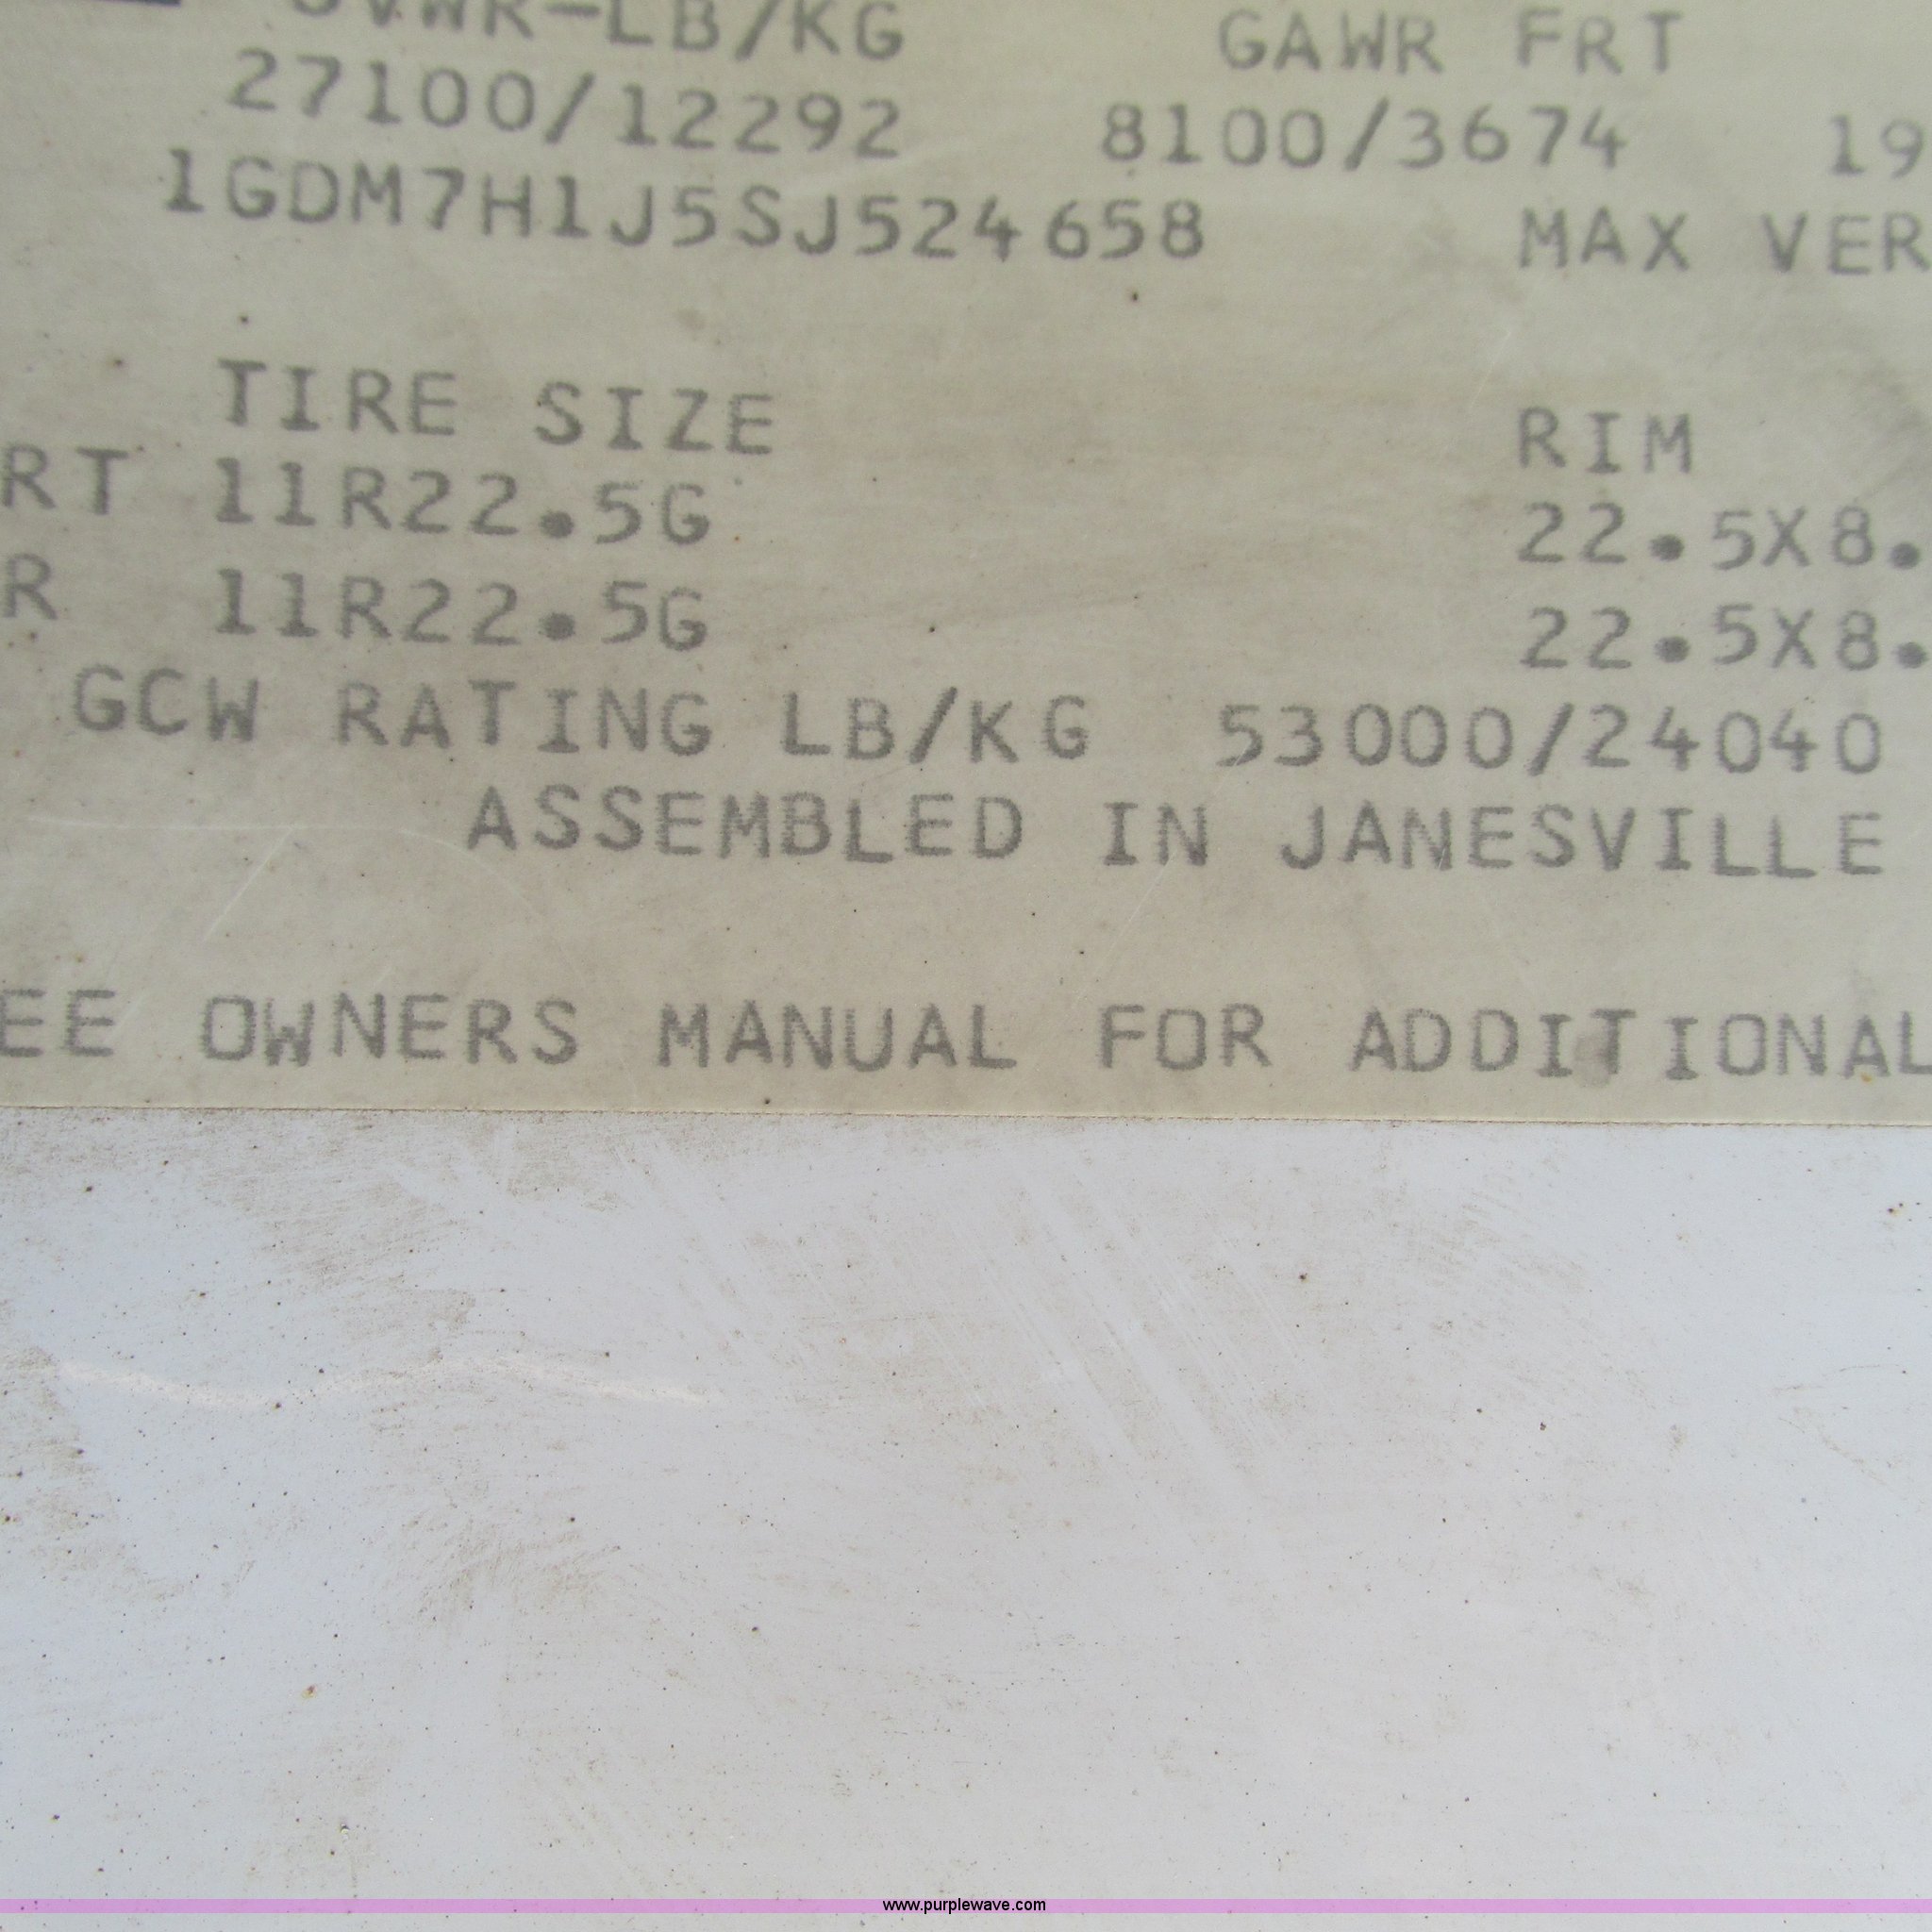 GVWR-LB/KG GAWR FRT
27100/12292 8100/3674 19
1GDM7H1J5SJ524658 MAX VER
TIRE SIZE RIM
RT 11R22.5G 22.5X8.
R 11R22.5G 22.5X8.
GCW RATING LB/KG 53000/24040
ASSEMBLED IN JANESVILLE
EE OWNERS MANUAL FOR ADDITIONAL
www.purplewave.com